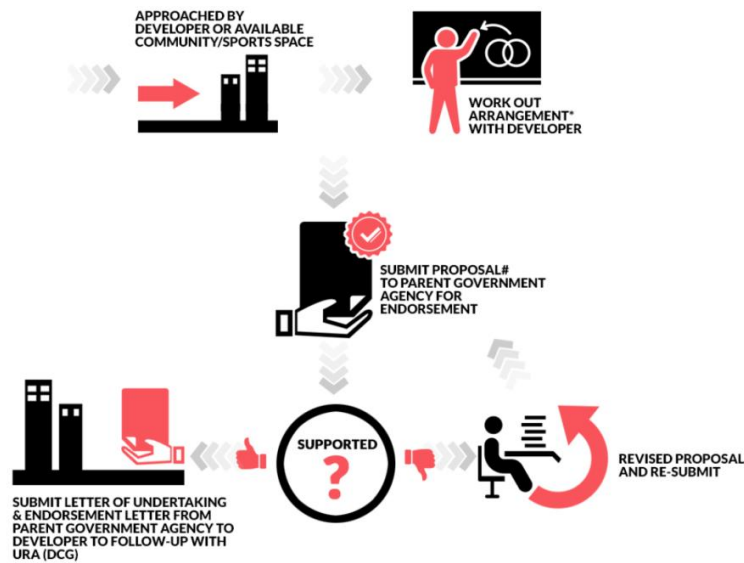 APPROACHED BY
DEVELOPER OR AVAILABLE
COMMUNITY/SPORTS SPACE
WORK OUT
ARRANGEMENT*
WITH DEVELOPER
SUBMIT PROPOSAL#
TO PARENT GOVERNMENT
AGENCY FOR
ENDORSEMENT
SUPPORTED
?
REVISED PROPOSAL
AND RE-SUBMIT
SUBMIT LETTER OF UNDERTAKING
& ENDORSEMENT LETTER FROM
PARENT GOVERNMENT AGENCY TO
DEVELOPER TO FOLLOW-UP WITH
URA (DCG)